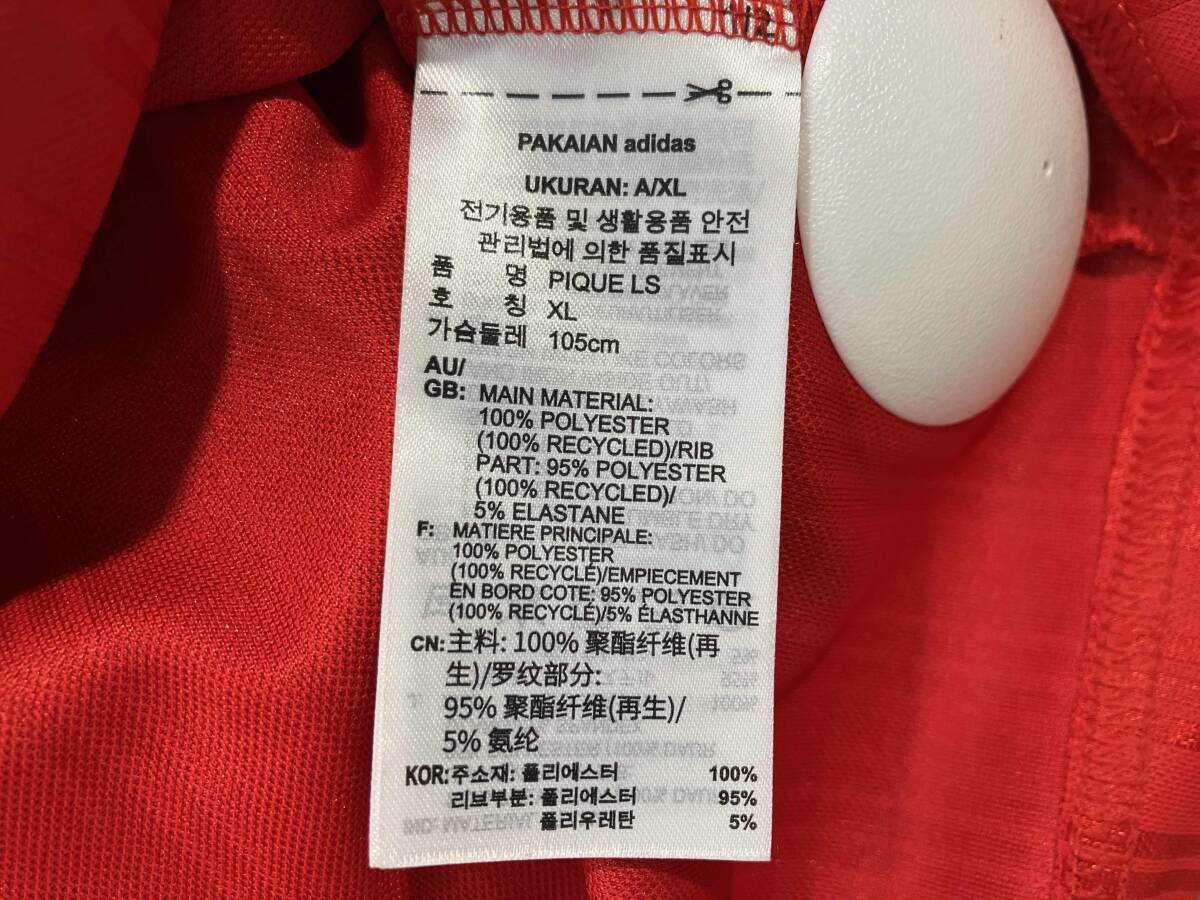 112
PAKAIAN adidas
UKURAN: A/XL
전기용품 및 생활용품 안전
관리법에 의한 품질표시
품 명 PIQUE LS
호 칭 XL
가슴둘레 105cm
AU/
GB: MAIN MATERIAL:
100% POLYESTER
(100% RECYCLED)/RIB
PART: 95% POLYESTER
(100% RECYCLED)/
5% ELASTANE
F: MATIERE PRINCIPALE:
100% POLYESTER
(100% RECYCLÉ)/EMPIECEMENT
EN BORD COTE: 95% POLYESTER
(100% RECYCLÉ)/5% ÉLASTHANNE
CN:主料: 100% 聚酯纤维(再
生)/罗纹部分:
95% 聚酯纤维(再生)/
5% 氨纶
KOR:주소재: 폴리에스터 100%
리브부분: 폴리에스터 95%
폴리우레탄 5%